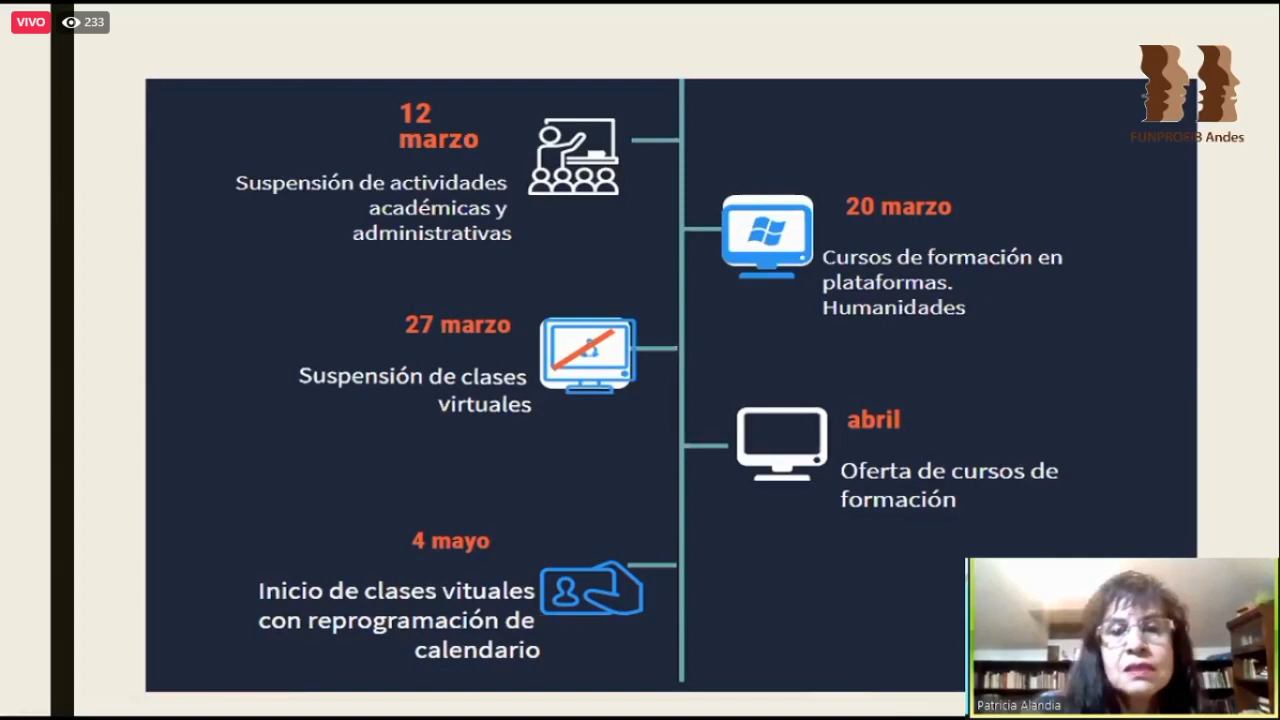 VIVO
233
FUNPROEIB Andes
12
marzo
Suspensión de actividades
académicas y
administrativas
20 marzo
Cursos de formación en
plataformas.
Humanidades
27 marzo
Suspensión de clases
virtuales
abril
Oferta de cursos de
formación
4 mayo
Inicio de clases vituales
con reprogramación de
calendario
Patricia Alandia